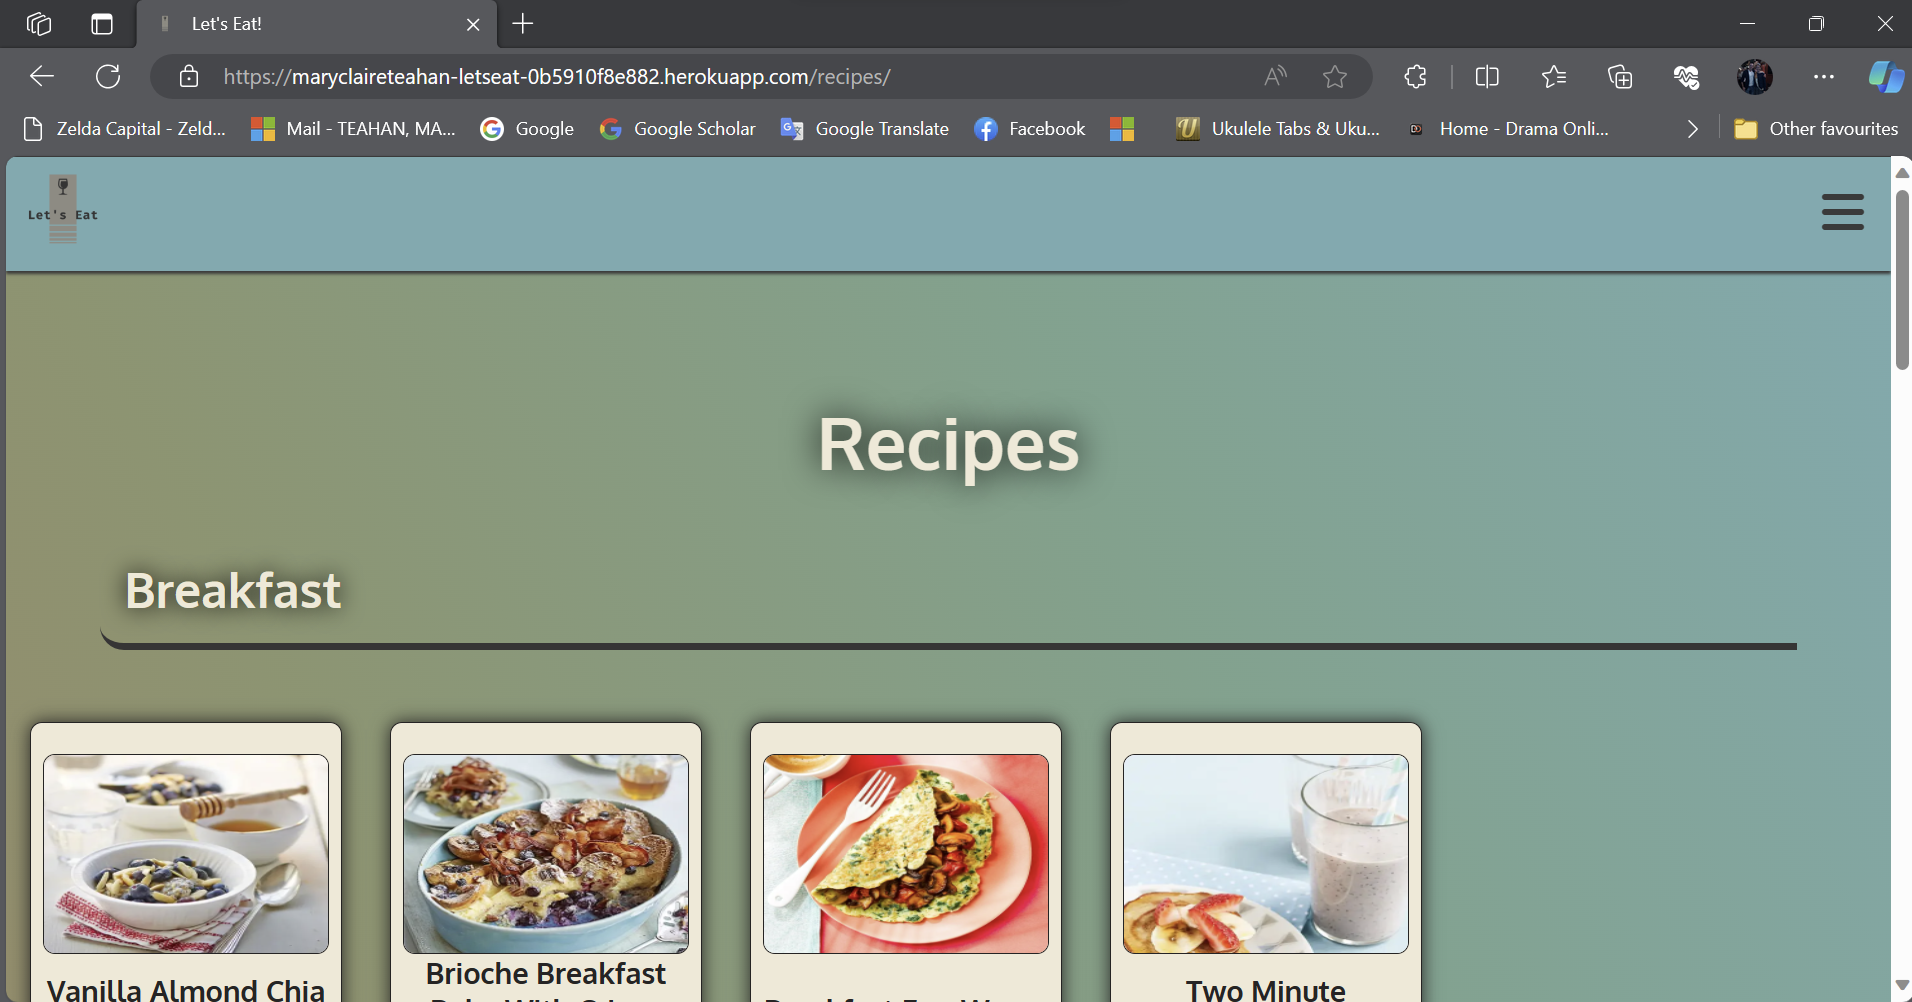 Let's Eat!
https://maryclaireteahan-letseat-0b5910f8e882.herokuapp.com/recipes/
Zelda Capital - Zeld...
Mail - TEAHAN, MA...
Google
Google Scholar
Google Translate
Facebook
Ukulele Tabs & Uku...
Home - Drama Onli...
Other favourites
Let's Eat
Recipes
Breakfast
Vanilla Almond Chia
Brioche Breakfast
Two Minute